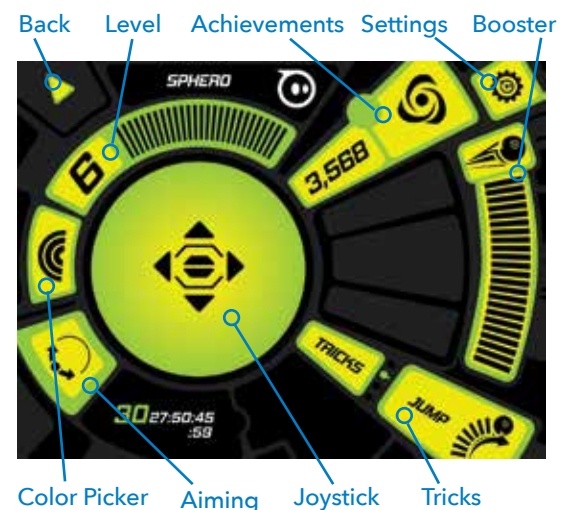 Back Level Achievements Settings Booster
SPHERO
6
3,568
TRICKS
JUMP
30 27:50:45
:59
Color Picker Aiming Joystick Tricks